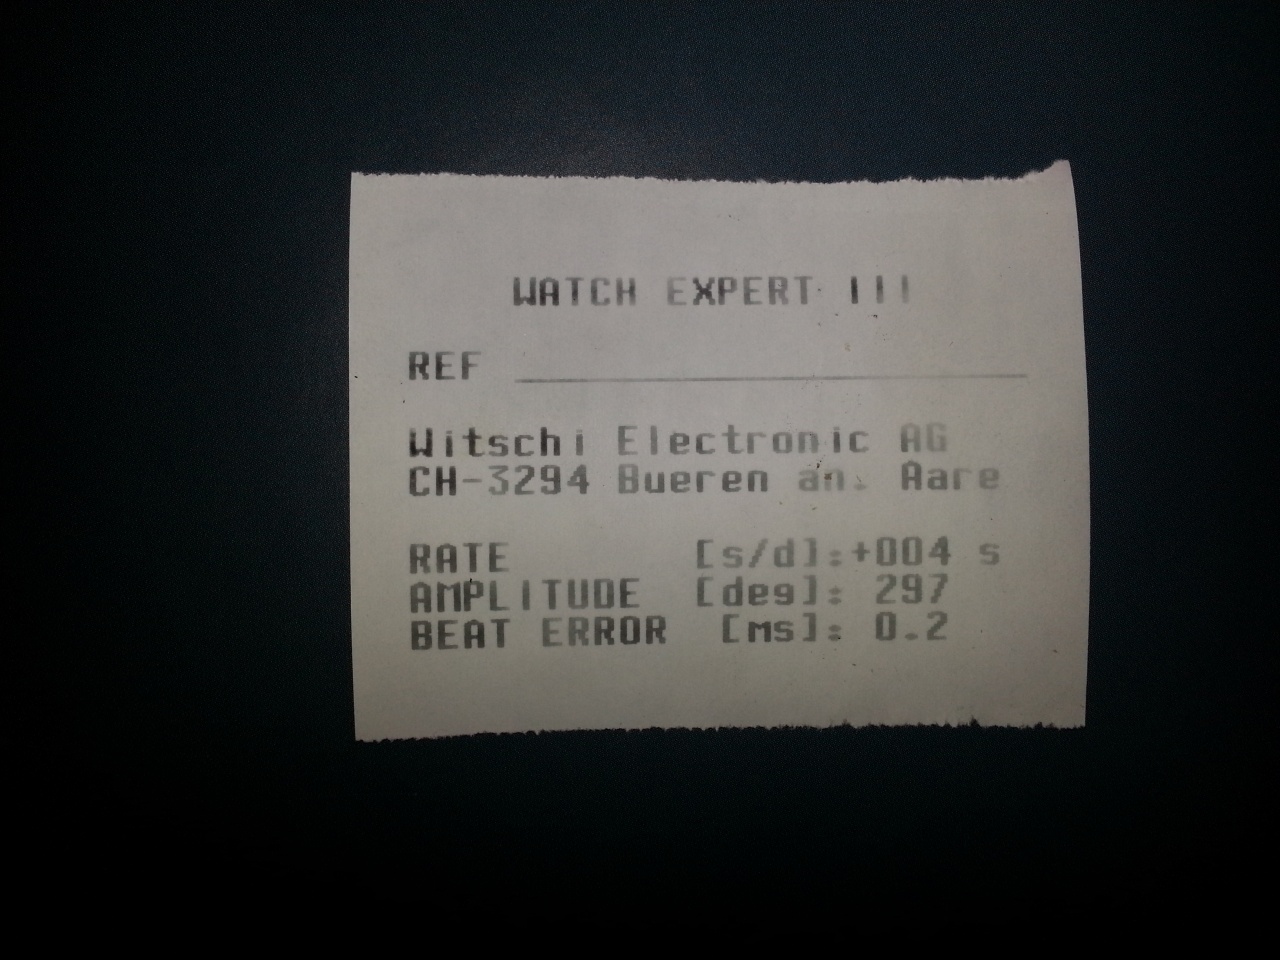 WATCH EXPERT III
REF
Witschi Electronic AG
CH-3294 Bueren an. Aare
RATE [s/d]:+004 s
AMPLITUDE [deg]: 297
BEAT ERROR [ms]: 0.2